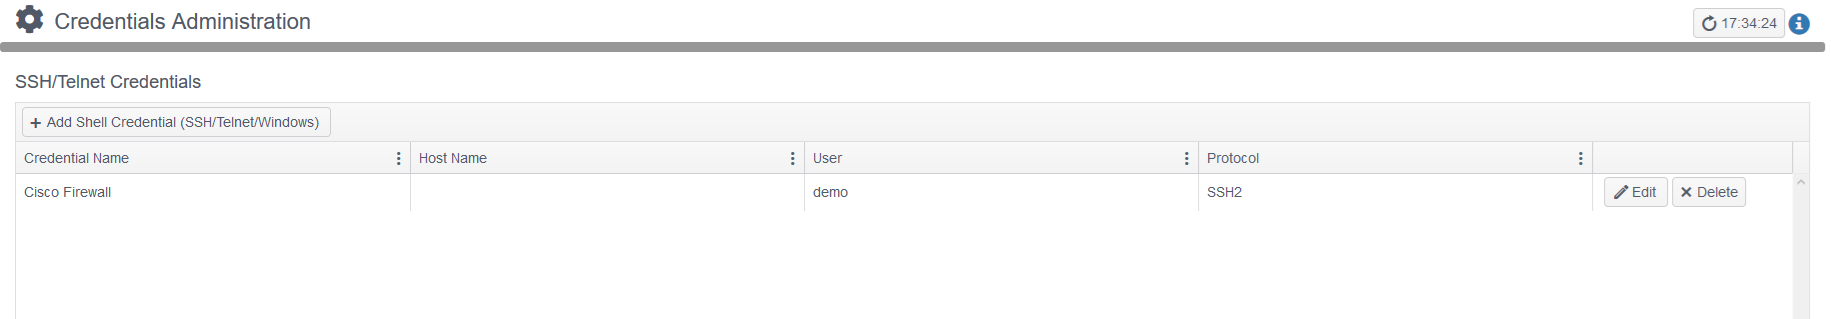 Credentials Administration
17:34:24
SSH/Telnet Credentials
+ Add Shell Credential (SSH/Telnet/Windows)
Credential Name Host Name User Protocol
Cisco Firewall demo SSH2 Edit Delete